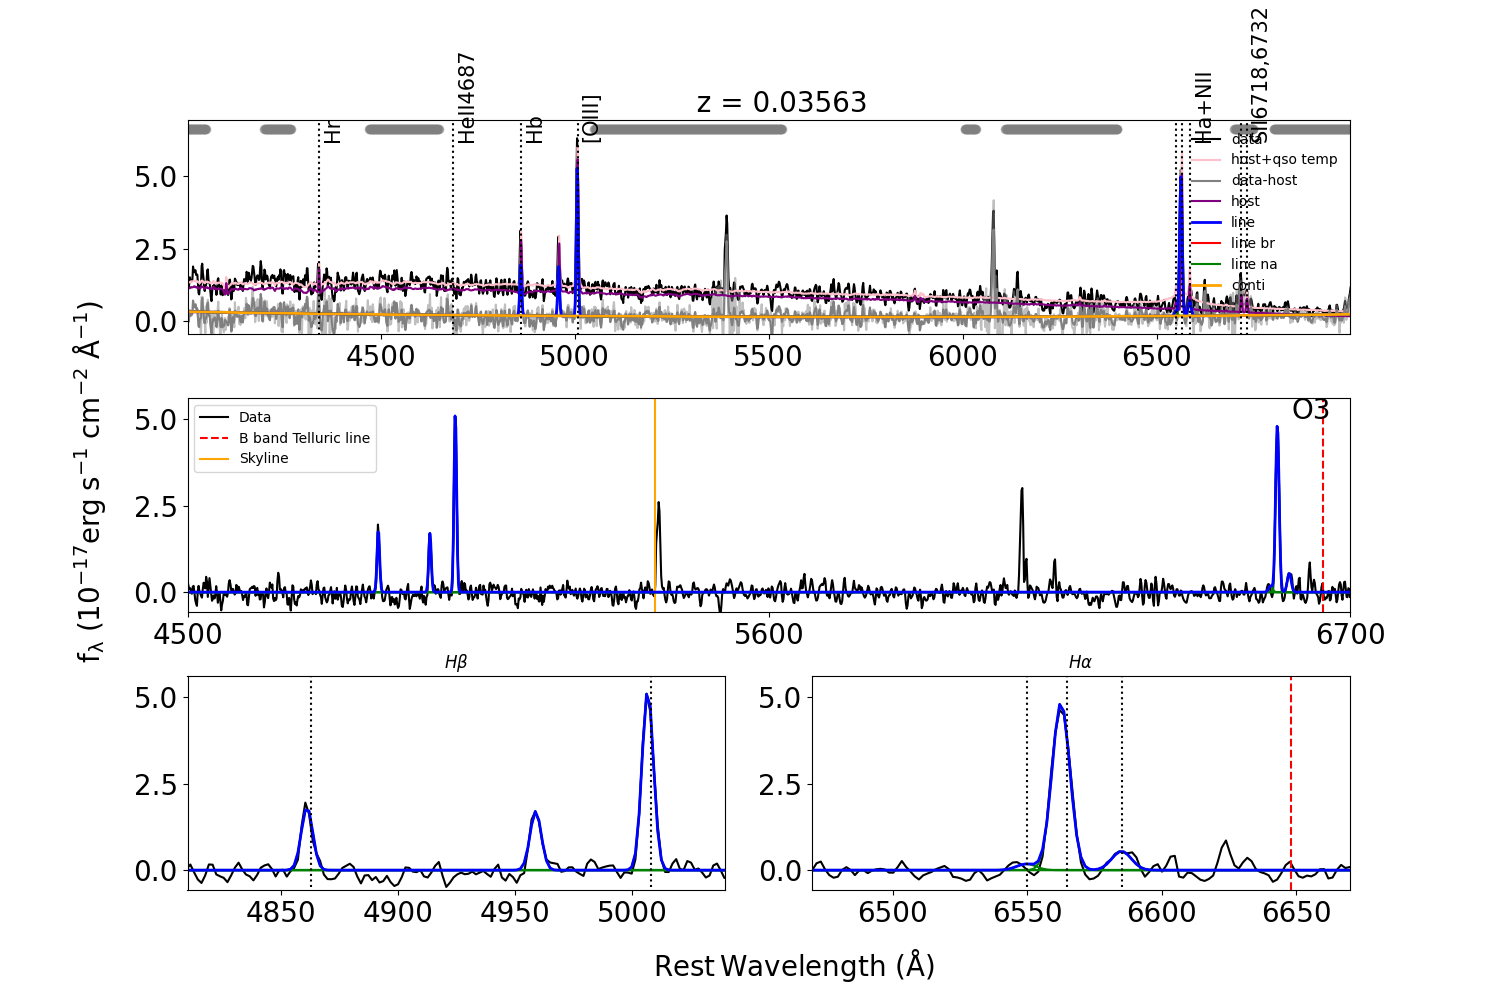 z = 0.03563
Hr
HeII4687
Hb
[OIII]
Ha+NII
SII6718,6732
data
host+qso temp
data-host
host
line
line br
line na
conti
5.0
2.5
0.0
4500
5000
5500
6000
6500
O3
Data
B band Telluric line
Skyline
5.0
2.5
0.0
4500
5600
6700
fλ (10−17erg s−1 cm−2 Å−1)
Hβ
5.0
2.5
0.0
4850
4900
4950
5000
Hα
5.0
2.5
0.0
6500
6550
6600
6650
Rest Wavelength (Å)